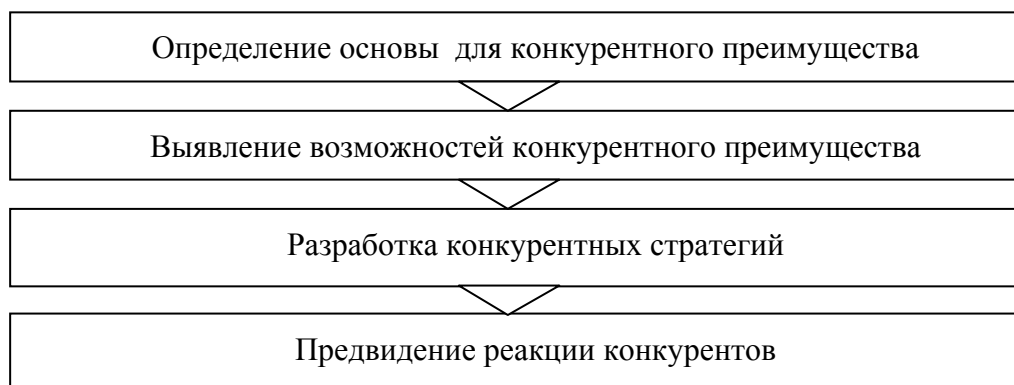 Определение основы для конкурентного преимущества
Выявление возможностей конкурентного преимущества
Разработка конкурентных стратегий
Предвидение реакции конкурентов